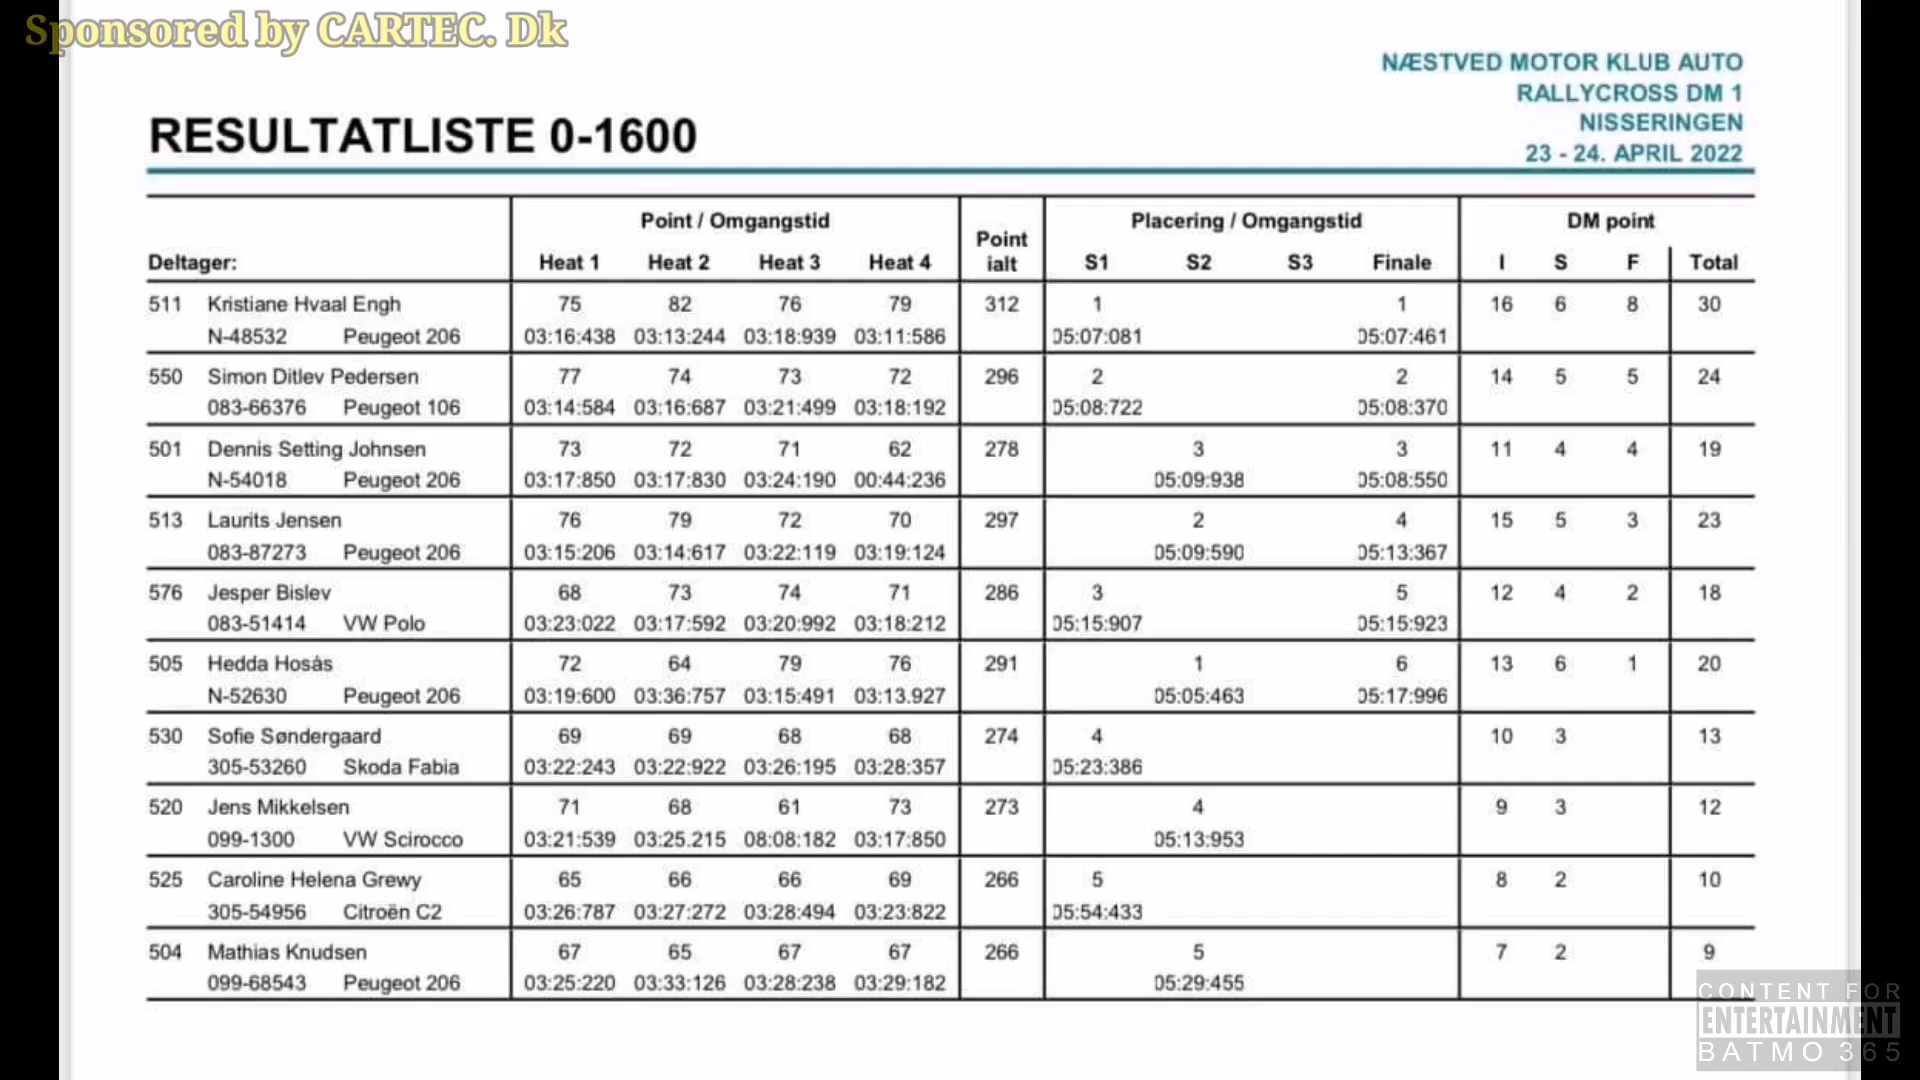 Sponsored by CARTEC. Dk
NÆSTVED MOTOR KLUB AUTO
RALLYCROSS DM 1
NISSERINGEN
23 - 24. APRIL 2022
RESULTATLISTE 0-1600
Point / Omgangstid Placering / Omgangstid DM point
Deltager: Heat 1 Heat 2 Heat 3 Heat 4 Point ialt S1 S2 S3 Finale I S F Total
511 Kristiane Hvaal Engh 75 82 76 79 312 1 1 16 6 8 30
N-48532 Peugeot 206 03:16:438 03:13:244 03:18:939 03:11:586 05:07:081 05:07:461
550 Simon Ditlev Pedersen 77 74 73 72 296 2 2 14 5 5 24
083-66376 Peugeot 106 03:14:584 03:16:687 03:21:499 03:18:192 05:08:722 05:08:370
501 Dennis Setting Johnsen 73 72 71 62 278 3 3 11 4 4 19
N-54018 Peugeot 206 03:17:850 03:17:830 03:24:190 00:44:236 05:09:938 05:08:550
513 Laurits Jensen 76 79 72 70 297 2 4 15 5 3 23
083-87273 Peugeot 206 03:15:206 03:14:617 03:22:119 03:19:124 05:09:590 05:13:367
576 Jesper Bislev 68 73 74 71 286 3 5 12 4 2 18
083-51414 VW Polo 03:23:022 03:17:592 03:20:992 03:18:212 05:15:907 05:15:923
505 Hedda Hosås 72 64 79 76 291 1 6 13 6 1 20
N-52630 Peugeot 206 03:19:600 03:36:757 03:15:491 03:13.927 05:05:463 05:17:996
530 Sofie Søndergaard 69 69 68 68 274 4 10 3 13
305-53260 Skoda Fabia 03:22:243 03:22:922 03:26:195 03:28:357 05:23:386
520 Jens Mikkelsen 71 68 61 73 273 4 9 3 12
099-1300 VW Scirocco 03:21:539 03:25.215 08:08:182 03:17:850 05:13:953
525 Caroline Helena Grewy 65 66 66 69 266 5 8 2 10
305-54956 Citroën C2 03:26:787 03:27:272 03:28:494 03:23:822 05:54:433
504 Mathias Knudsen 67 65 67 67 266 5 7 2 9
099-68543 Peugeot 206 03:25:220 03:33:126 03:28:238 03:29:182 05:29:455
CONTENT FOR
ENTERTAINMENT
BATMO 365